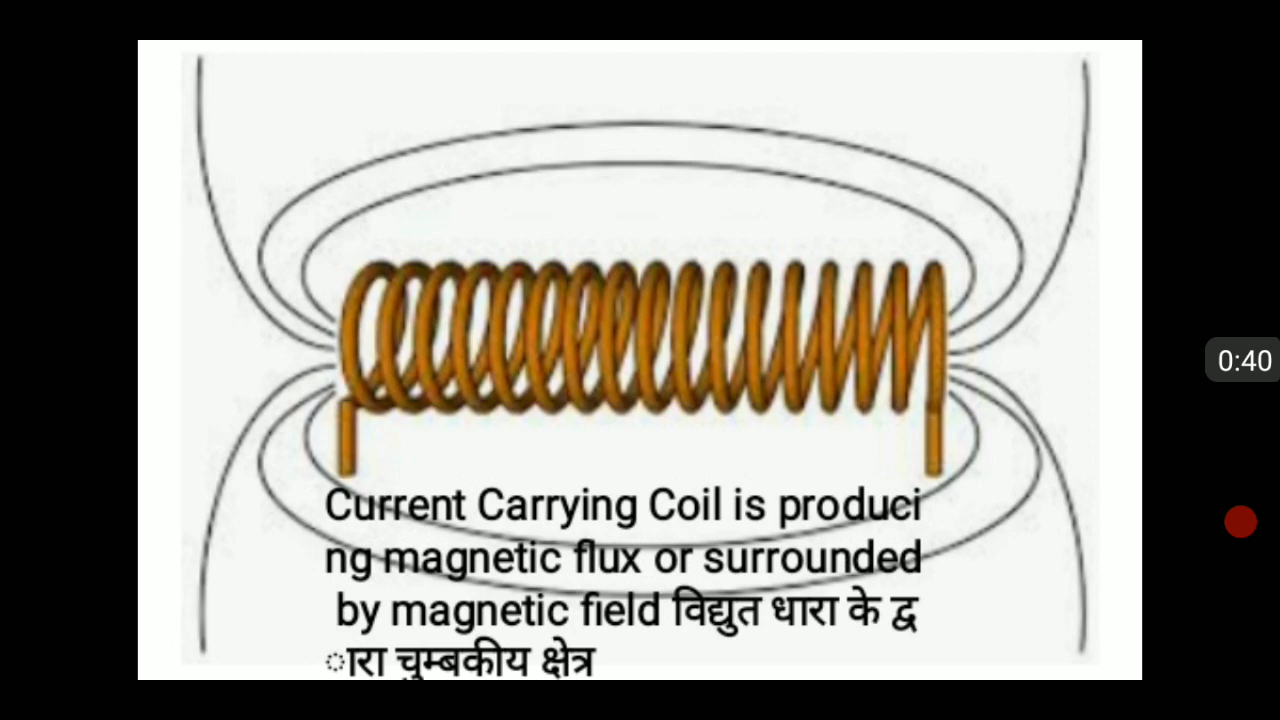 Current Carrying Coil is produci
ng magnetic flux or surrounded
by magnetic field विद्युत धारा के द्व
ारा चुम्बकीय क्षेत्र
0:40